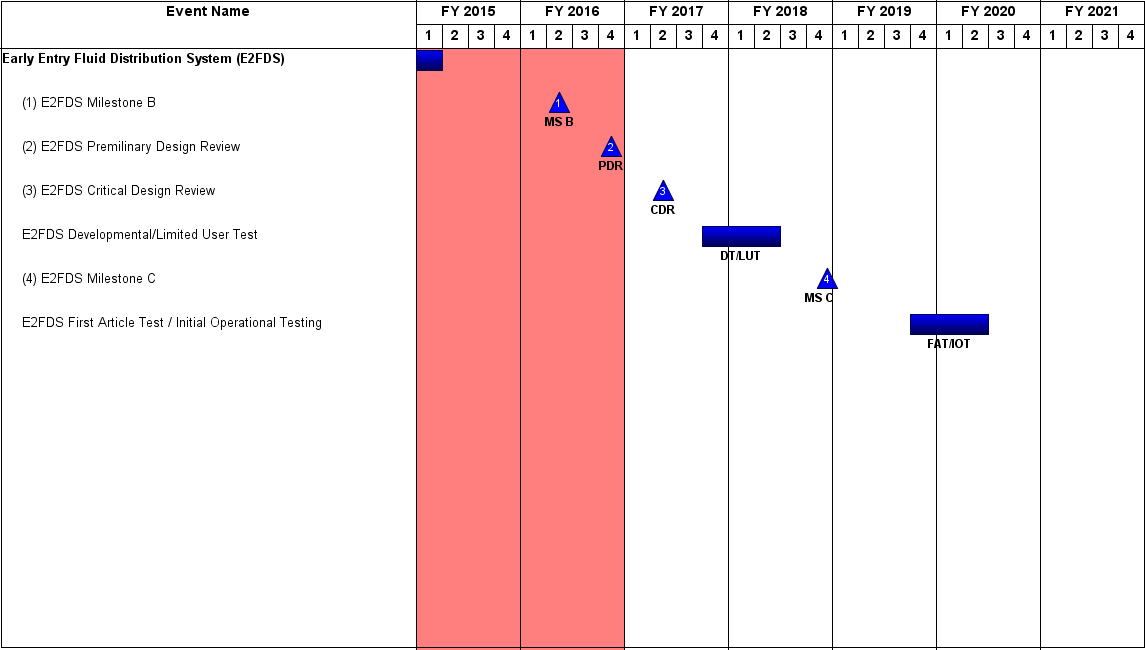 Event Name FY 2015 FY 2016 FY 2017 FY 2018 FY 2019 FY 2020 FY 2021
1 2 3 4 1 2 3 4 1 2 3 4 1 2 3 4 1 2 3 4 1 2 3 4 1 2 3 4
Early Entry Fluid Distribution System (E2FDS)
(1) E2FDS Milestone B 1
MS B
(2) E2FDS Premilinary Design Review 2
PDR
(3) E2FDS Critical Design Review 3
CDR
E2FDS Developmental/Limited User Test
DT/LUT
(4) E2FDS Milestone C 4
MS C
E2FDS First Article Test / Initial Operational Testing
FAT/IOT